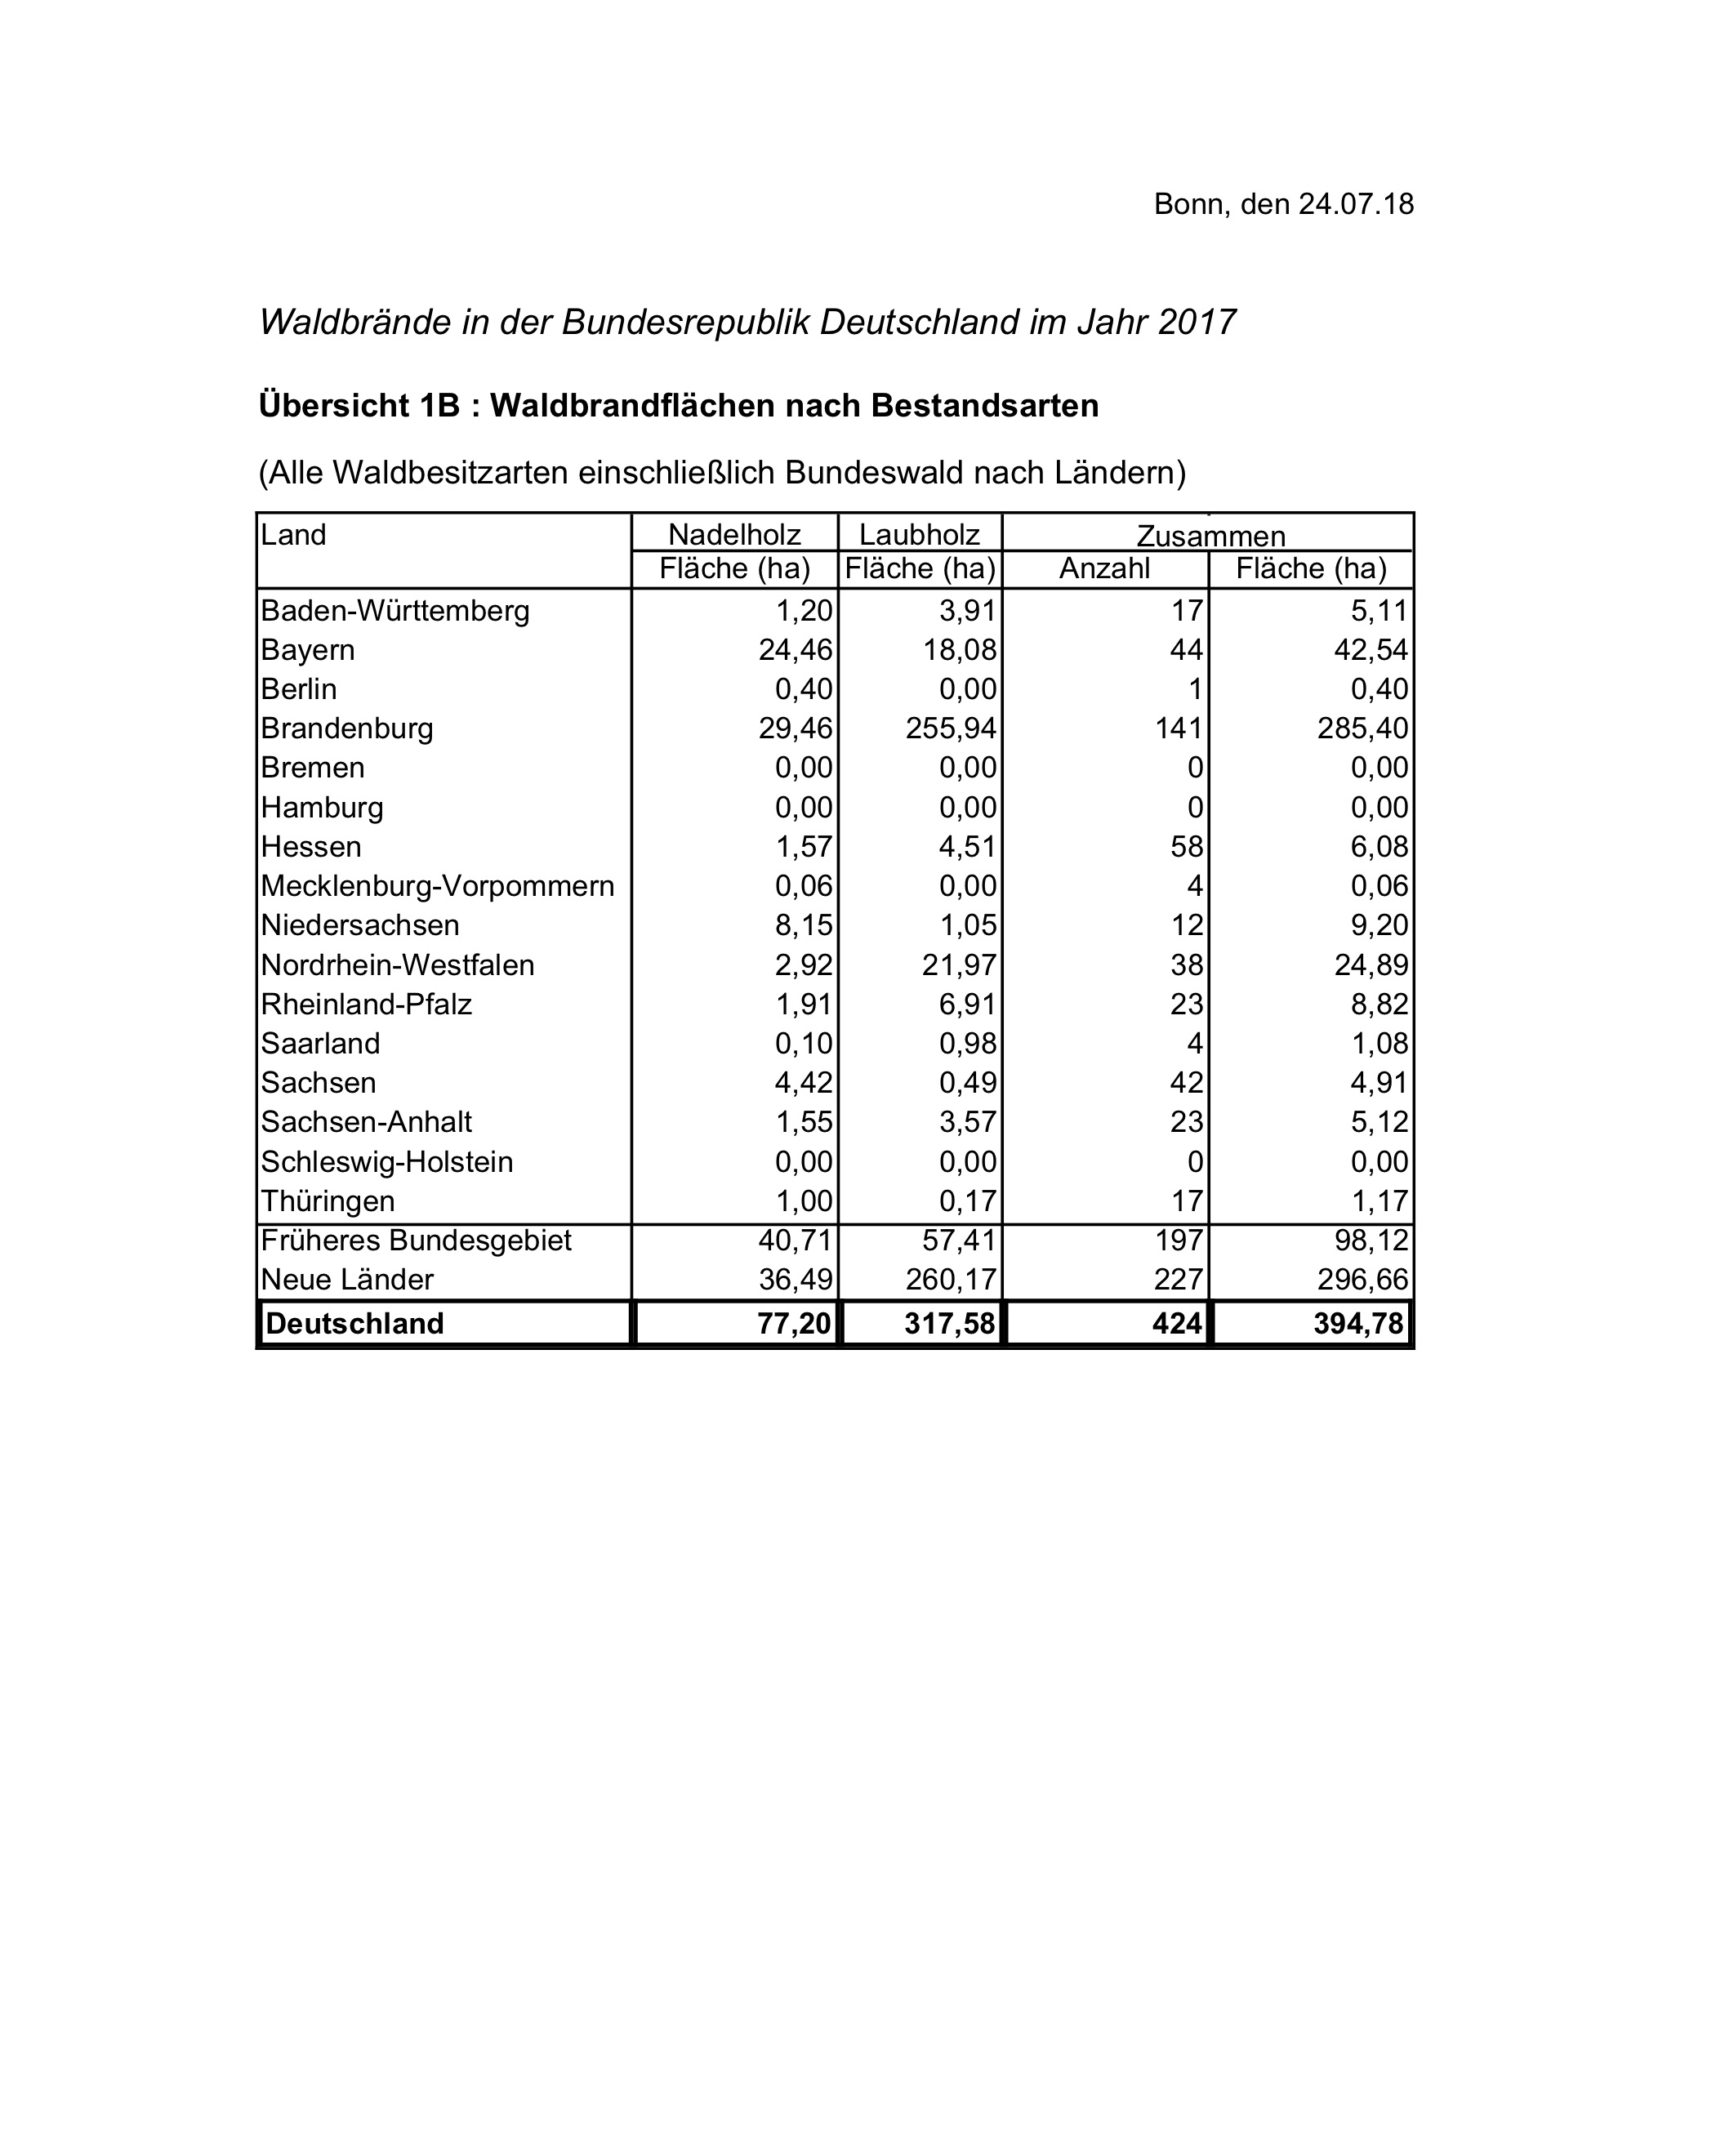 Bonn, den 24.07.18
Waldbrände in der Bundesrepublik Deutschland im Jahr 2017
Übersicht 1B : Waldbrandflächen nach Bestandsarten
(Alle Waldbesitzarten einschließlich Bundeswald nach Ländern)
Land Nadelholz Laubholz Zusammen
Fläche (ha) Fläche (ha) Anzahl Fläche (ha)
Baden-Württemberg 1,20 3,91 17 5,11
Bayern 24,46 18,08 44 42,54
Berlin 0,40 0,00 1 0,40
Brandenburg 29,46 255,94 141 285,40
Bremen 0,00 0,00 0 0,00
Hamburg 0,00 0,00 0 0,00
Hessen 1,57 4,51 58 6,08
Mecklenburg-Vorpommern 0,06 0,00 4 0,06
Niedersachsen 8,15 1,05 12 9,20
Nordrhein-Westfalen 2,92 21,97 38 24,89
Rheinland-Pfalz 1,91 6,91 23 8,82
Saarland 0,10 0,98 4 1,08
Sachsen 4,42 0,49 42 4,91
Sachsen-Anhalt 1,55 3,57 23 5,12
Schleswig-Holstein 0,00 0,00 0 0,00
Thüringen 1,00 0,17 17 1,17
Früheres Bundesgebiet 40,71 57,41 197 98,12
Neue Länder 36,49 260,17 227 296,66
Deutschland 77,20 317,58 424 394,78